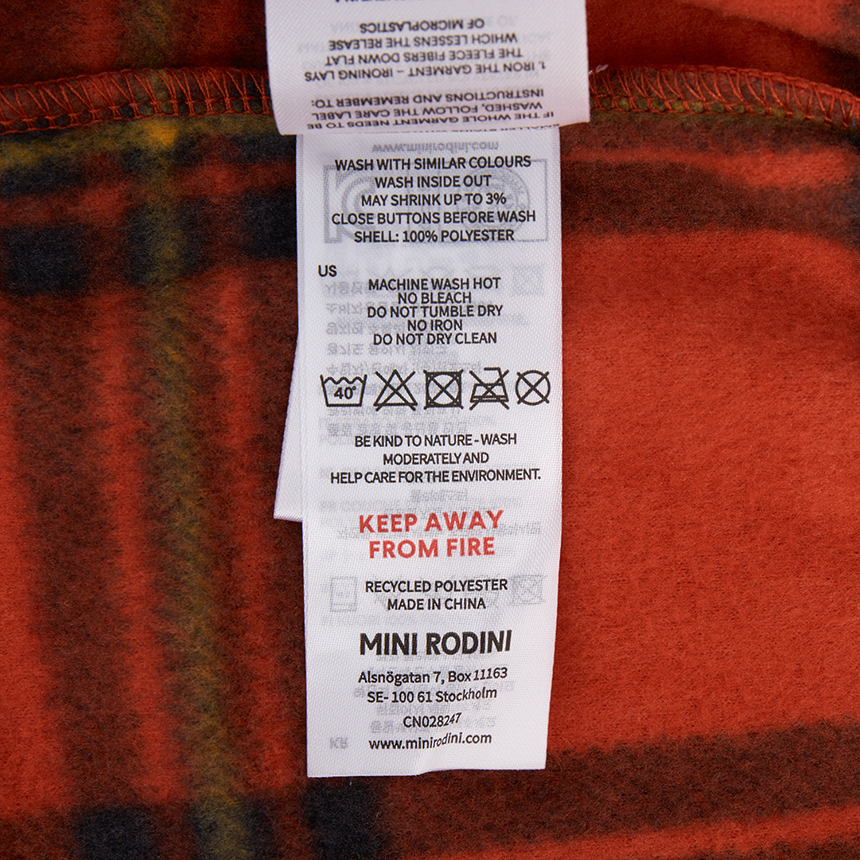 OF MICROPLASTICS
WHICH LESSENS THE RELEASE
THE FLEECE FIBERS DOWN FLAT
1. IRON THE GARMENT – IRONING LAYS
INSTRUCTIONS AND REMEMBER TO:
WASHED, FOLLOW THE CARE LABEL
IF THE WHOLE GARMENT NEEDS TO BE
www.minirodini.com
WASH WITH SIMILAR COLOURS
WASH INSIDE OUT
MAY SHRINK UP TO 3%
CLOSE BUTTONS BEFORE WASH
SHELL: 100% POLYESTER
US
MACHINE WASH HOT
NO BLEACH
DO NOT TUMBLE DRY
NO IRON
DO NOT DRY CLEAN
40°
BE KIND TO NATURE - WASH
MODERATELY AND
HELP CARE FOR THE ENVIRONMENT.
KEEP AWAY
FROM FIRE
RECYCLED POLYESTER
MADE IN CHINA
MINI RODINI
Alsnögatan 7, Box 11163
SE- 100 61 Stockholm
CN028247
www.minirodini.com
KR